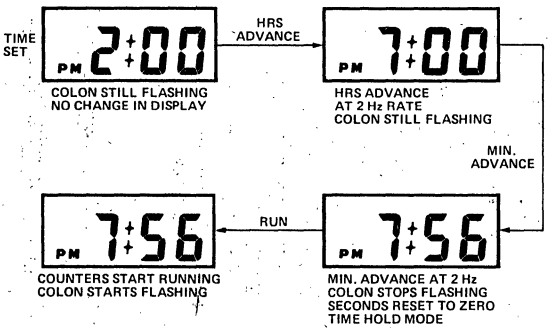 TIME
SET
PM 2:00
COLON STILL FLASHING
NO CHANGE IN DISPLAY
HRS
ADVANCE
PM 7:00
HRS ADVANCE
AT 2 Hz RATE
COLON STILL FLASHING
MIN.
ADVANCE
PM 7:56
MIN. ADVANCE AT 2 Hz
COLON STOPS FLASHING
SECONDS RESET TO ZERO
TIME HOLD MODE
RUN
PM 7:56
COUNTERS START RUNNING
COLON STARTS FLASHING